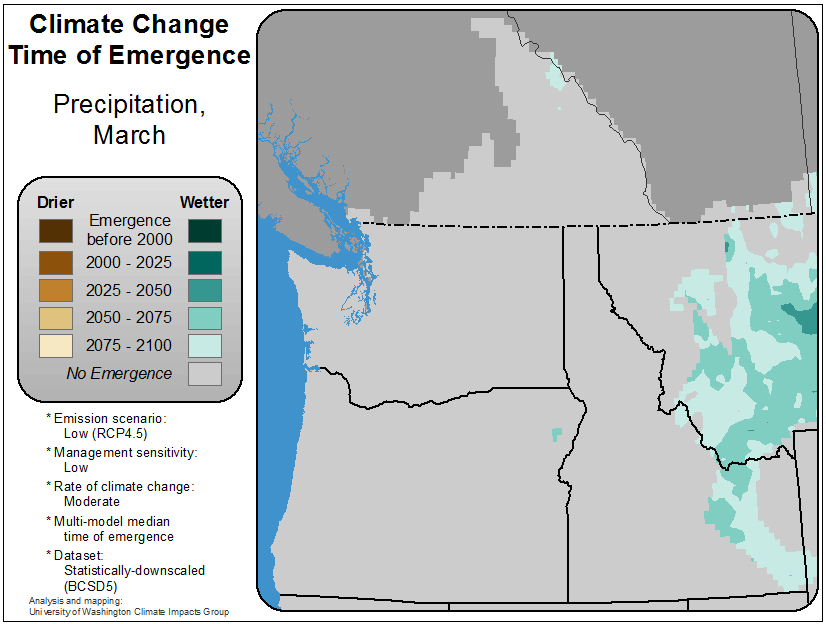 Climate Change
Time of Emergence
Precipitation,
March
Drier Wetter
Emergence
before 2000
2000 - 2025
2025 - 2050
2050 - 2075
2075 - 2100
No Emergence
* Emission scenario:
Low (RCP4.5)
* Management sensitivity:
Low
* Rate of climate change:
Moderate
* Multi-model median
time of emergence
* Dataset:
Statistically-downscaled
(BCSD5)
Analysis and mapping:
University of Washington Climate Impacts Group